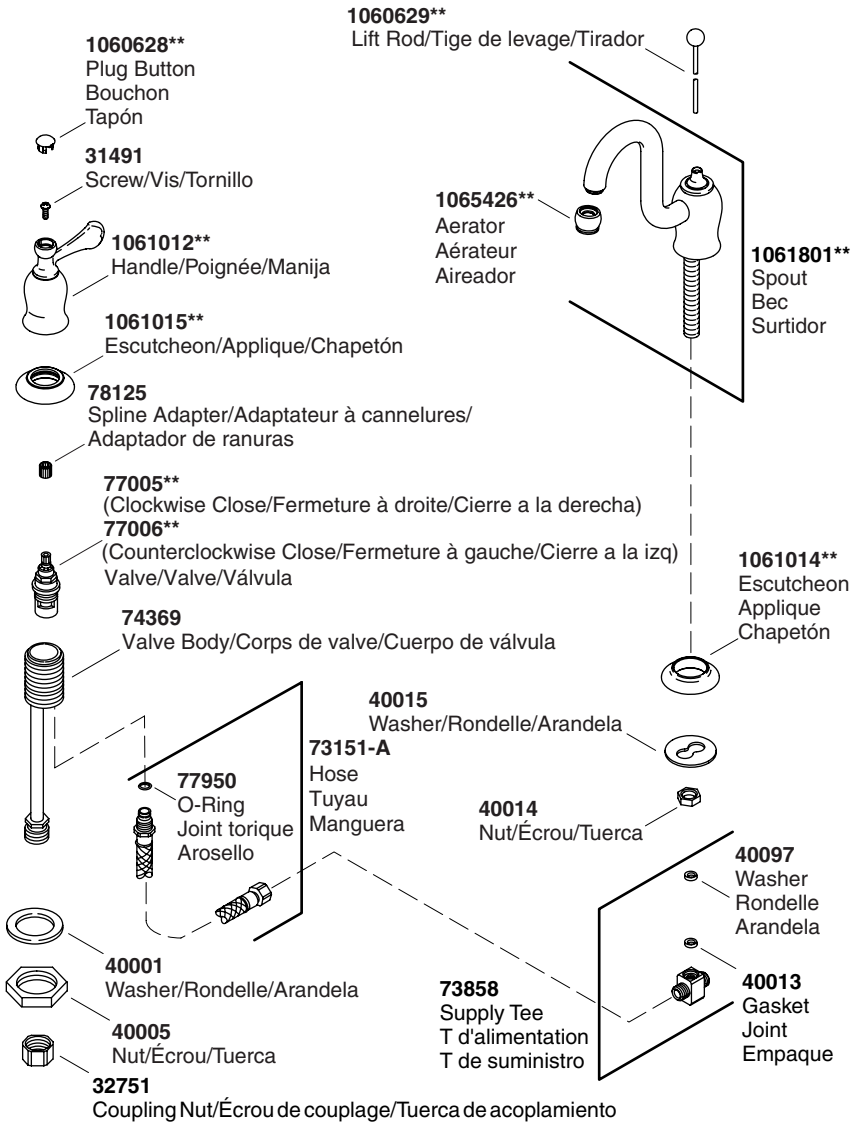 1060629**
Lift Rod/Tige de levage/Tirador
1060628**
Plug Button
Bouchon
Tapón
31491
Screw/Vis/Tornillo
1061012**
Handle/Poignée/Manija
1061015**
Escutcheon/Applique/Chapetón
78125
Spline Adapter/Adaptateur à cannelures/
Adaptador de ranuras
77005**
(Clockwise Close/Fermeture à droite/Cierre a la derecha)
77006**
(Counterclockwise Close/Fermeture à gauche/Cierre a la izq)
Valve/Valve/Válvula
74369
Valve Body/Corps de valve/Cuerpo de válvula
1065426**
Aerator
Aérateur
Aireador
1061801**
Spout
Bec
Surtidor
1061014**
Escutcheon
Applique
Chapetón
40015
Washer/Rondelle/Arandela
73151-A
Hose
Tuyau
Manguera
77950
O-Ring
Joint torique
Arosello
40014
Nut/Écrou/Tuerca
40097
Washer
Rondelle
Arandela
40001
Washer/Rondelle/Arandela
40005
Nut/Écrou/Tuerca
73858
Supply Tee
T d'alimentation
T de suministro
40013
Gasket
Joint
Empaque
32751
Coupling Nut/Écrou de couplage/Tuerca de acoplamiento